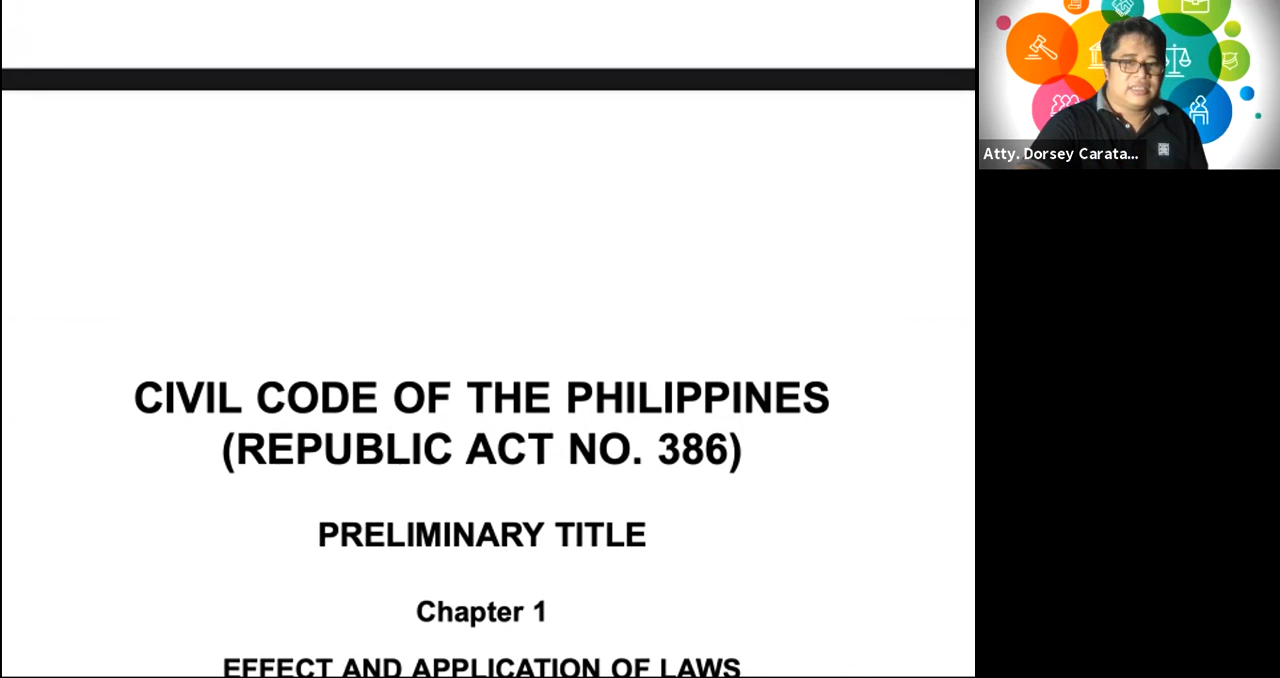 CIVIL CODE OF THE PHILIPPINES
(REPUBLIC ACT NO. 386)
PRELIMINARY TITLE
Chapter 1
EFFECT AND APPLICATION OF LAWS
Atty. Dorsey Carata...